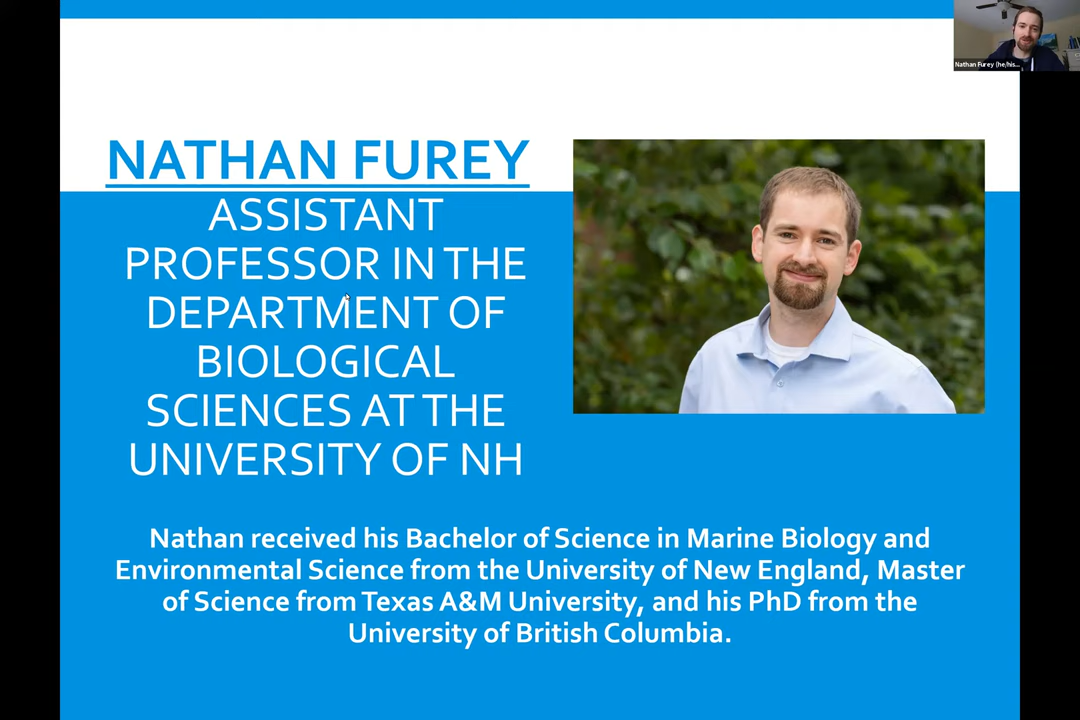 Nathan Furey (he/his...
NATHAN FUREY
ASSISTANT
PROFESSOR IN THE
DEPARTMENT OF
BIOLOGICAL
SCIENCES AT THE
UNIVERSITY OF NH
Nathan received his Bachelor of Science in Marine Biology and
Environmental Science from the University of New England, Master
of Science from Texas A&M University, and his PhD from the
University of British Columbia.